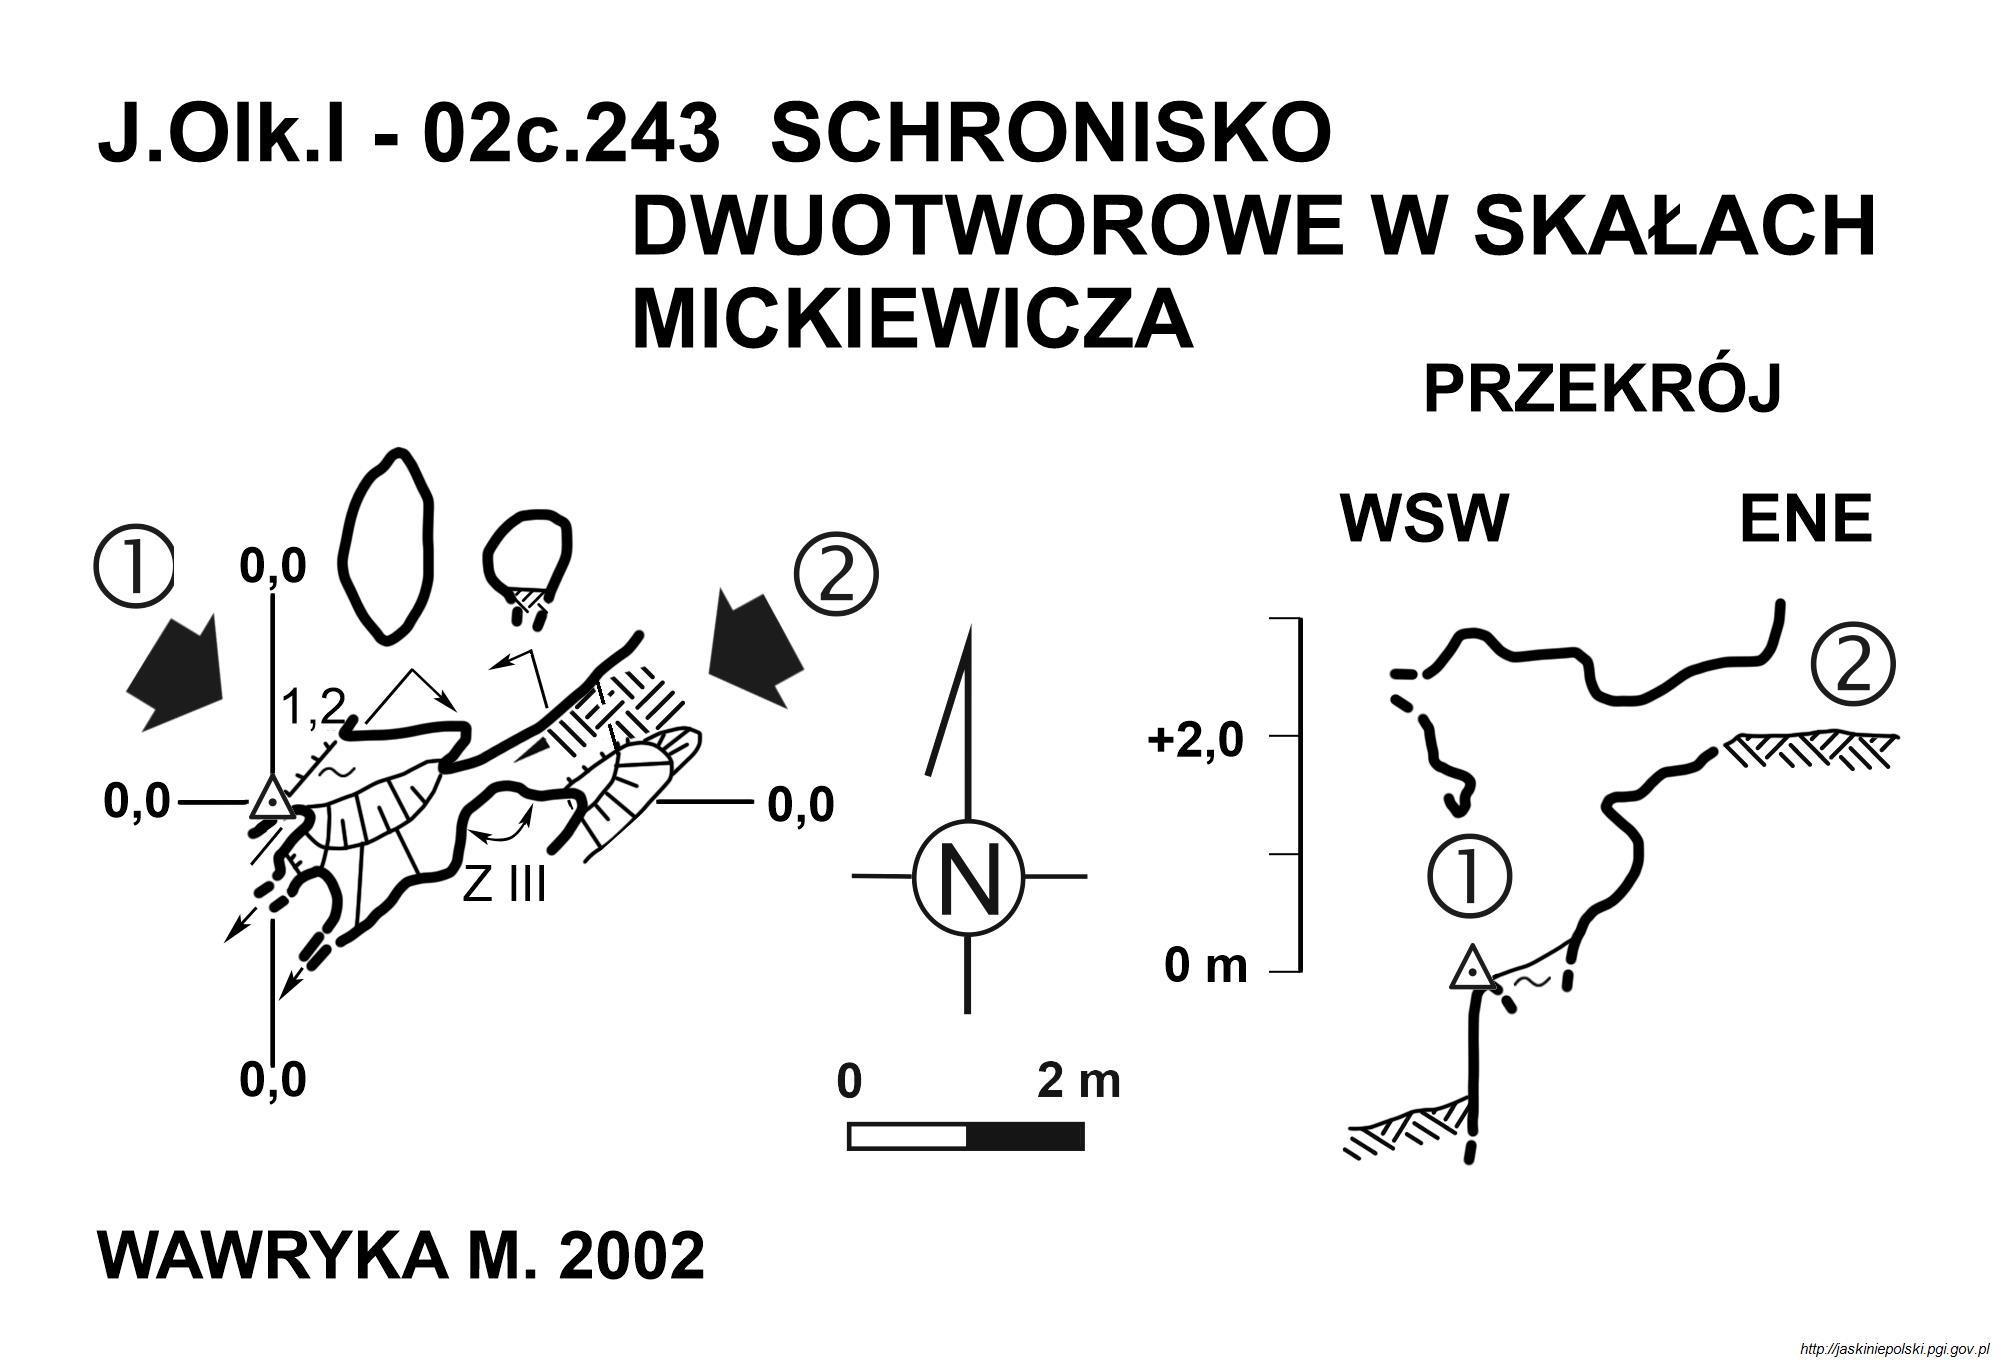 J.Olk.I - 02c.243 SCHRONISKO
DWUOTWOROWE W SKAŁACH
MICKIEWICZA
PRZEKRÓJ
WSW ENE
1 0,0 2
1,2
0,0 0,0
Z III
0,0
N
0 2 m
2
+2,0
1
0 m
WAWRYKA M. 2002
http://jaskiniepolski.pgi.gov.pl